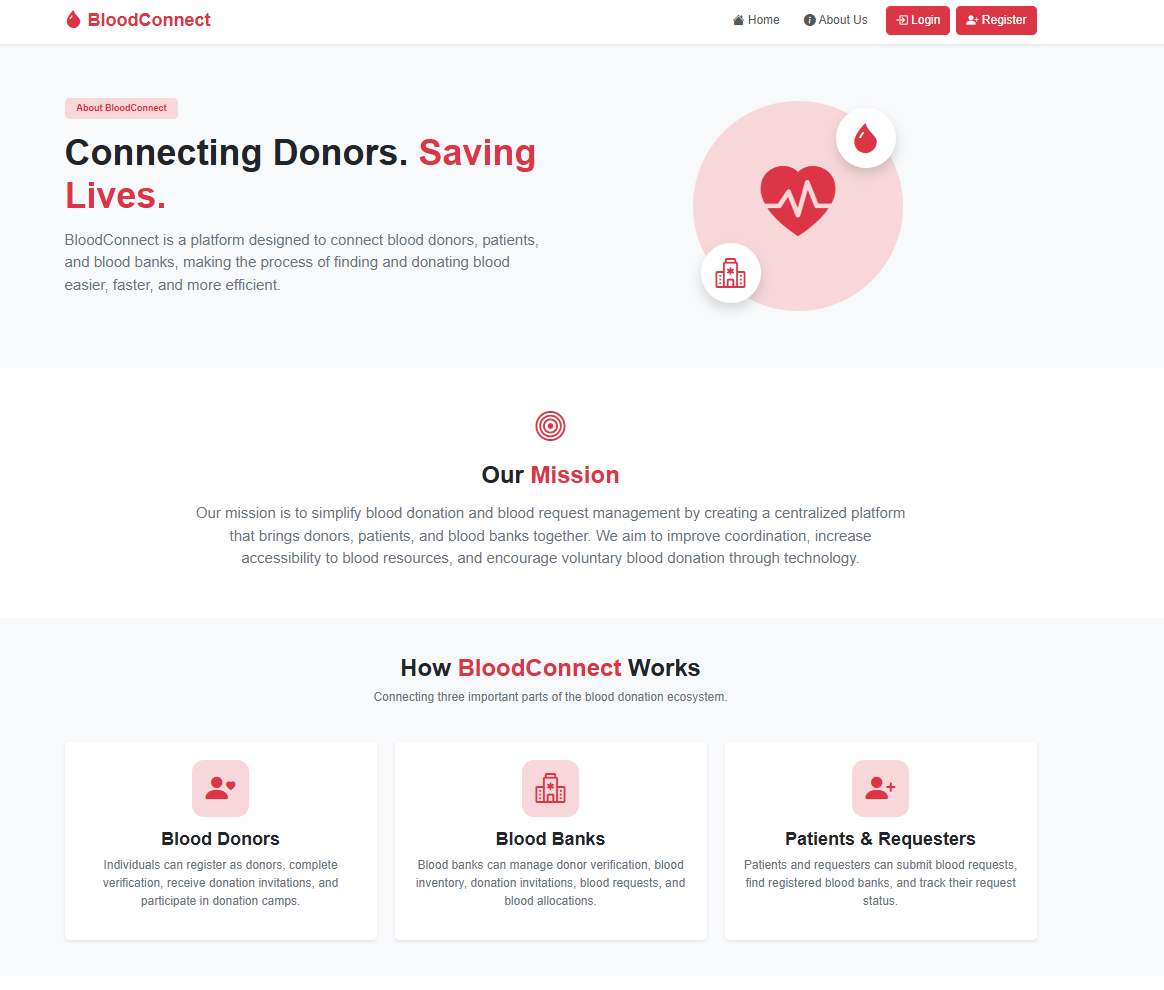 BloodConnect
Home
About Us
Login
Register
About BloodConnect
Connecting Donors. Saving
Lives.
BloodConnect is a platform designed to connect blood donors, patients,
and blood banks, making the process of finding and donating blood
easier, faster, and more efficient.
Our Mission
Our mission is to simplify blood donation and blood request management by creating a centralized platform
that brings donors, patients, and blood banks together. We aim to improve coordination, increase
accessibility to blood resources, and encourage voluntary blood donation through technology.
How BloodConnect Works
Connecting three important parts of the blood donation ecosystem.
Blood Donors
Individuals can register as donors, complete
verification, receive donation invitations, and
participate in donation camps.
Blood Banks
Blood banks can manage donor verification, blood
inventory, donation invitations, blood requests, and
blood allocations.
Patients & Requesters
Patients and requesters can submit blood requests,
find registered blood banks, and track their request
status.